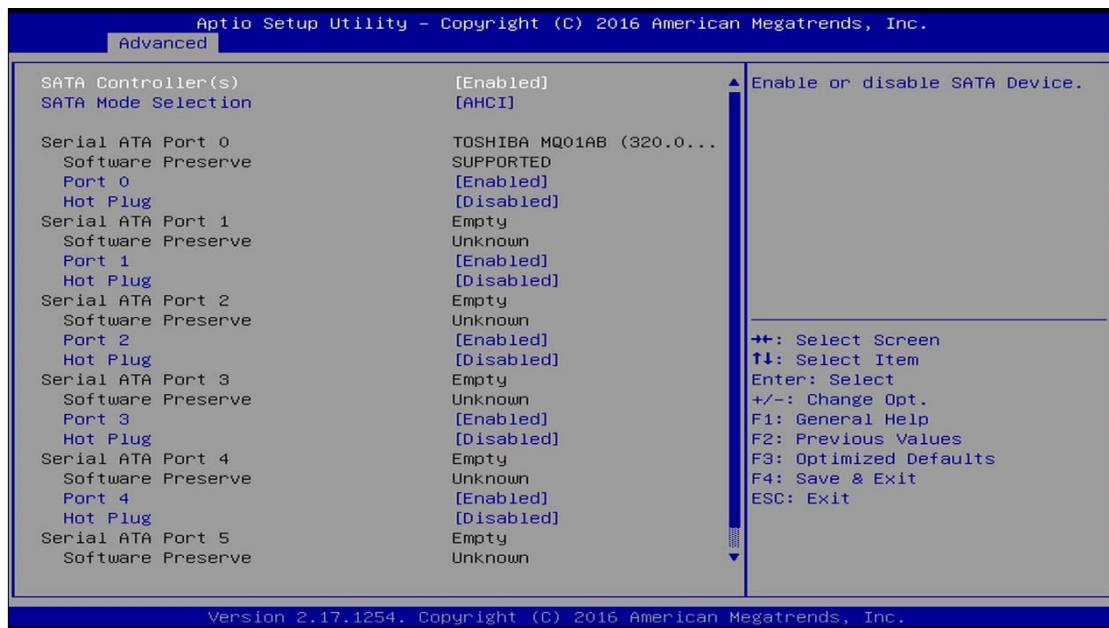 Aptio Setup Utility – Copyright (C) 2016 American Megatrends, Inc.
Advanced
SATA Controller(s) [Enabled]
SATA Mode Selection [AHCI]
Serial ATA Port 0 TOSHIBA MQ01AB (320.0...
Software Preserve SUPPORTED
Port 0 [Enabled]
Hot Plug [Disabled]
Serial ATA Port 1 Empty
Software Preserve Unknown
Port 1 [Enabled]
Hot Plug [Disabled]
Serial ATA Port 2 Empty
Software Preserve Unknown
Port 2 [Enabled]
Hot Plug [Disabled]
Serial ATA Port 3 Empty
Software Preserve Unknown
Port 3 [Enabled]
Hot Plug [Disabled]
Serial ATA Port 4 Empty
Software Preserve Unknown
Port 4 [Enabled]
Hot Plug [Disabled]
Serial ATA Port 5 Empty
Software Preserve Unknown
Enable or disable SATA Device.
→←: Select Screen
↑↓: Select Item
Enter: Select
+/-: Change Opt.
F1: General Help
F2: Previous Values
F3: Optimized Defaults
F4: Save & Exit
ESC: Exit
Version 2.17.1254. Copyright (C) 2016 American Megatrends, Inc.